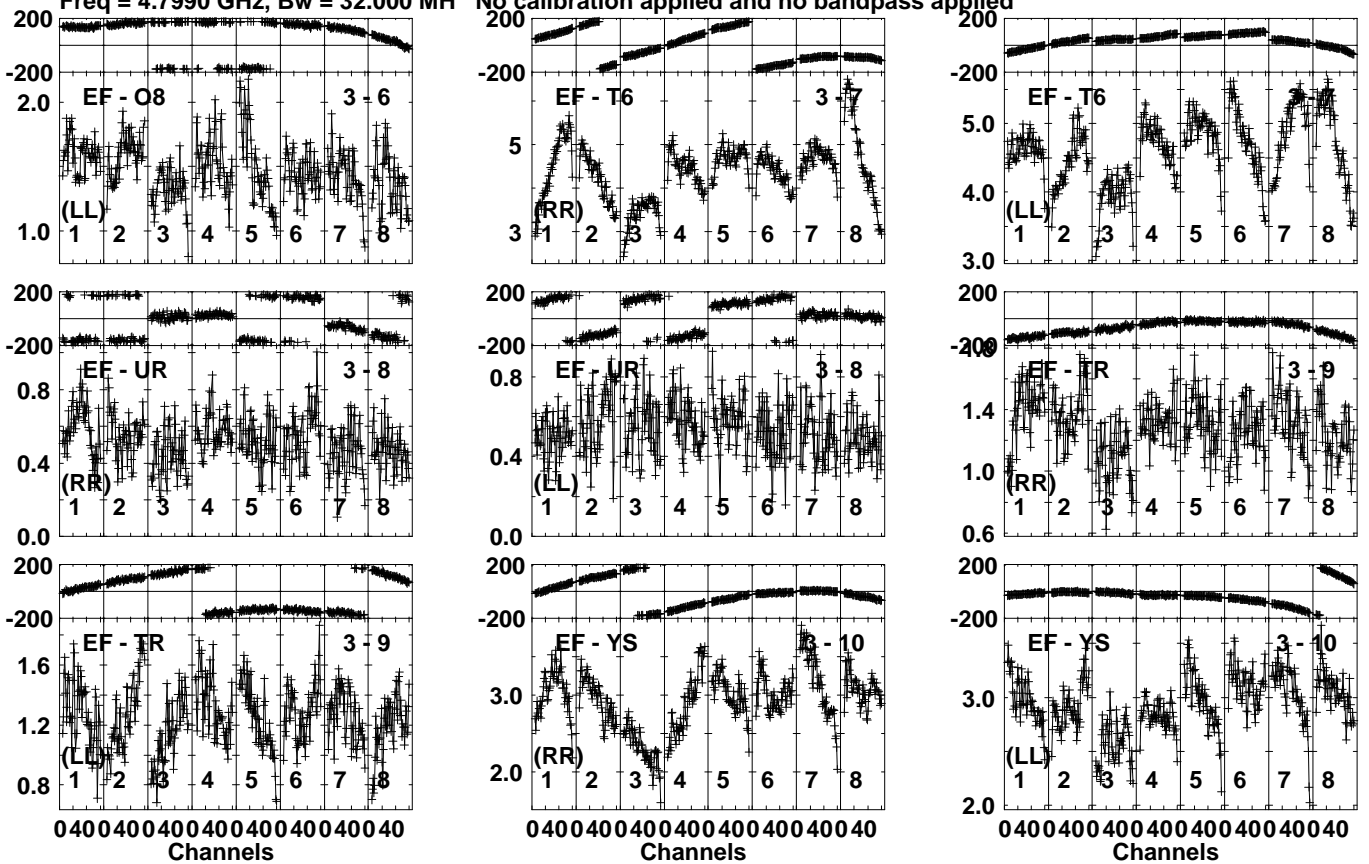 Freq = 4.7990 GHz, Bw = 32.000 MH No calibration applied and no bandpass applied
200
-200
EF - O8 3 - 6
2.0
1.0
(LL)
1 2 3 4 5 6 7 8
200
-200
EF - T6 3 - 7
5
3
(RR)
1 2 3 4 5 6 7 8
200
-200
EF - T6 3 - 7
5.0
4.0
3.0
(LL)
1 2 3 4 5 6 7 8
200
-200
EF - UR 3 - 8
0.8
0.4
0.0
(RR)
1 2 3 4 5 6 7 8
200
-200
EF - UR 3 - 8
0.8
0.4
0.0
(LL)
1 2 3 4 5 6 7 8
200
-200
1.8
EF - TR 3 - 9
1.4
1.0
0.6
(RR)
1 2 3 4 5 6 7 8
200
-200
EF - TR 3 - 9
1.6
1.2
0.8
(LL)
1 2 3 4 5 6 7 8
0 40 0 40 0 40 0 40 0 40 0 40 0 40 0 40
Channels
200
-200
EF - YS 3 - 10
3.0
2.0
(RR)
1 2 3 4 5 6 7 8
0 40 0 40 0 40 0 40 0 40 0 40 0 40 0 40
Channels
200
-200
EF - YS 3 - 10
3.0
2.0
(LL)
1 2 3 4 5 6 7 8
0 40 0 40 0 40 0 40 0 40 0 40 0 40 0 40
Channels